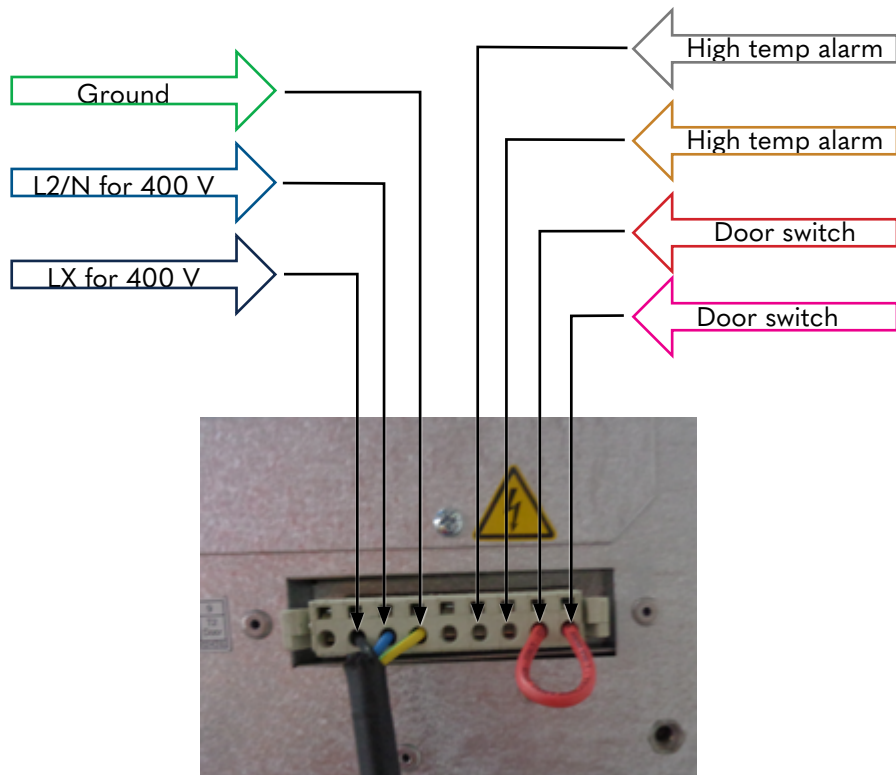 High temp alarm
Ground
High temp alarm
L2/N for 400 V
Door switch
LX for 400 V
Door switch